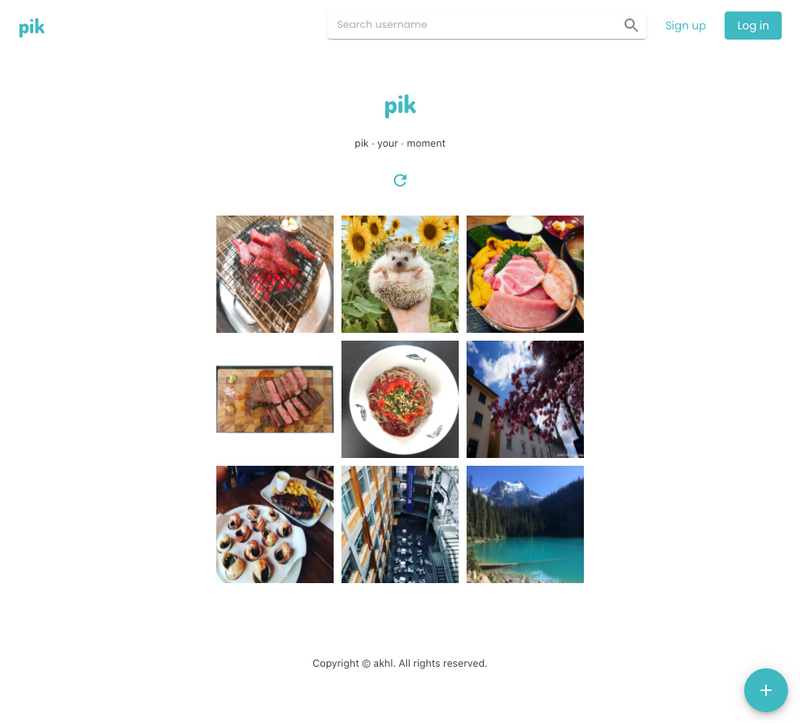 pik
Search username
Sign up
Log in
pik
pik · your · moment
Copyright © akhl. All rights reserved.